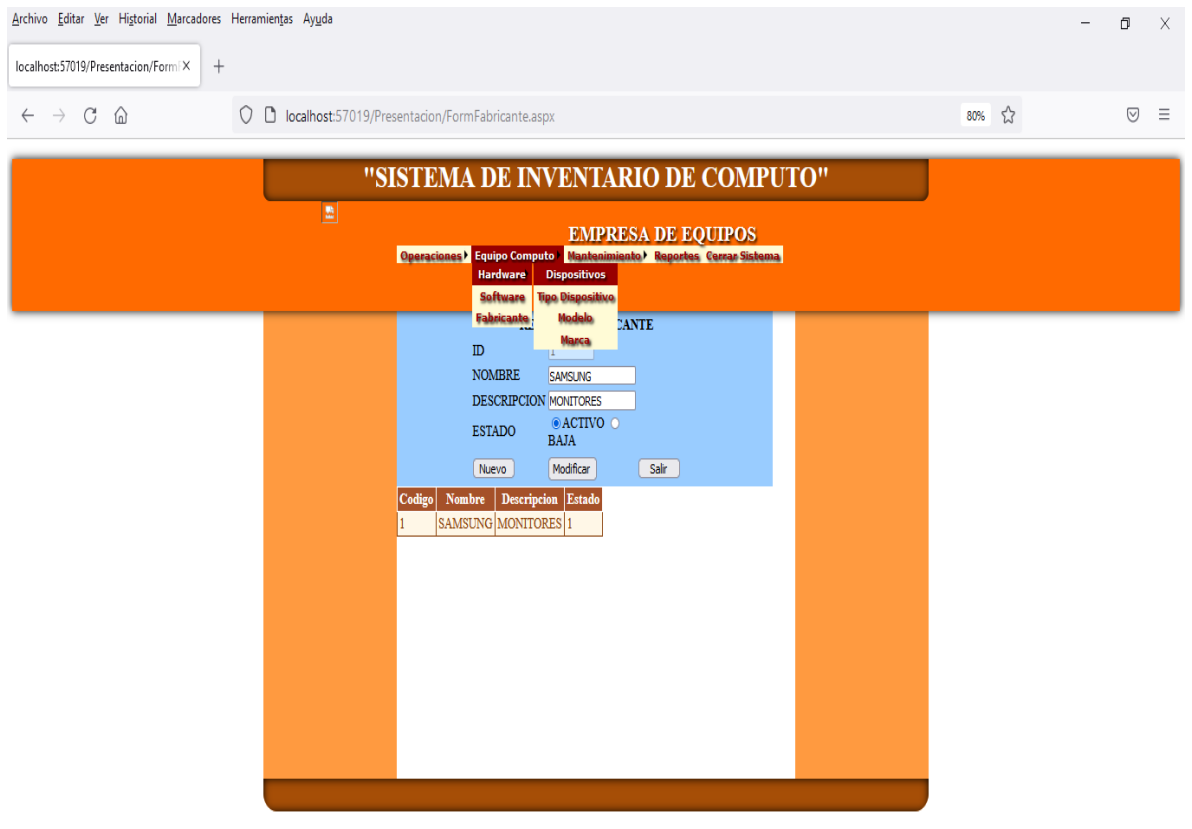 Archivo Editar Ver Historial Marcadores Herramientas Ayuda
localhost:57019/Presentacion/Form
localhost:57019/Presentacion/FormFabricante.aspx
80%
"SISTEMA DE INVENTARIO DE COMPUTO"
EMPRESA DE EQUIPOS
Operaciones Equipo Computo Mantenimiento Reportes Cerrar Sistema
Hardware Dispositivos
Software Tipo Dispositivo
Fabricante Modelo
Marca
ID 1
NOMBRE SAMSUNG
DESCRIPCION MONITORES
ESTADO ACTIVO
BAJA
Nuevo Modificar Salir
Codigo Nombre Descripcion Estado
1 SAMSUNG MONITORES 1